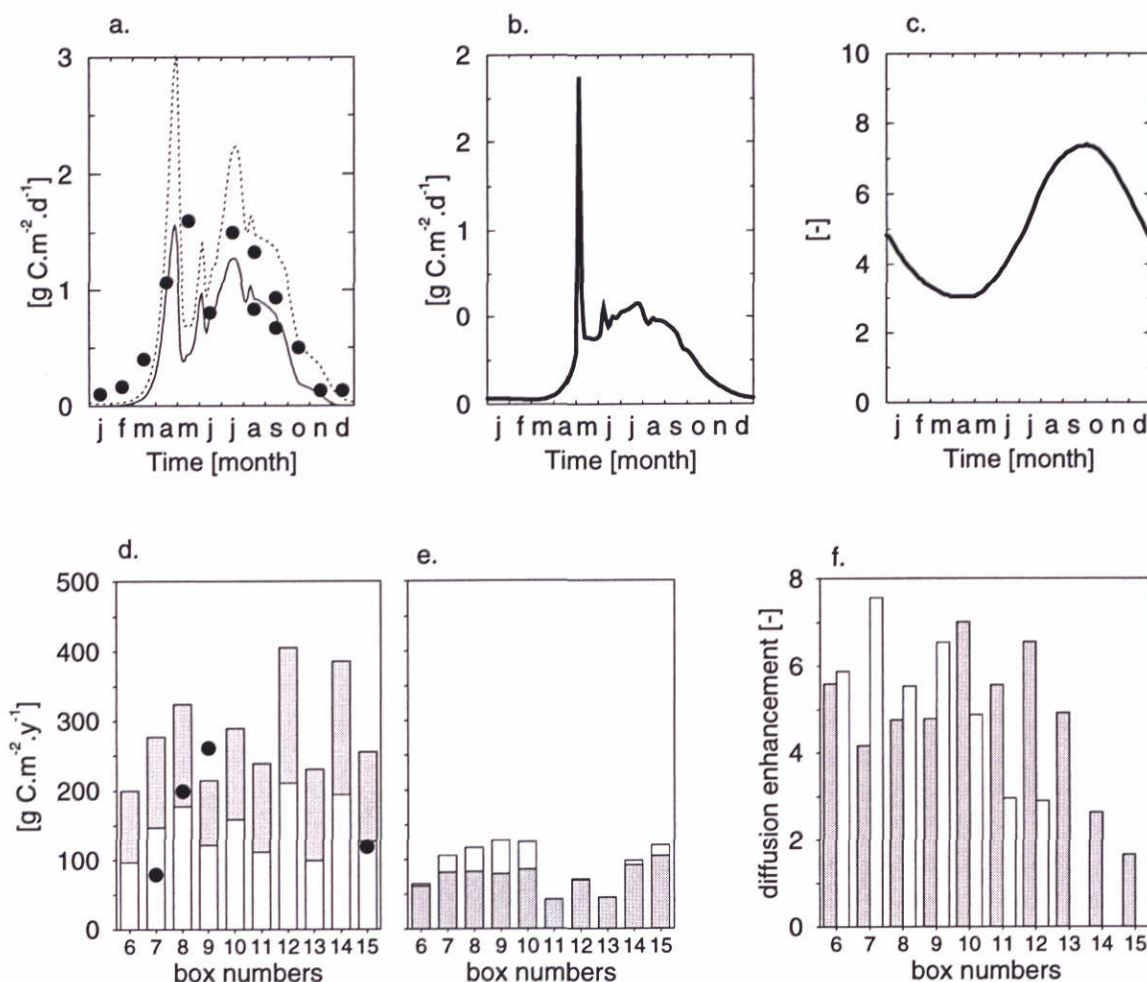 a.
3
2
1
0
[g C.m-2.d-1]
j f m a m j j a s o n d
Time [month]
b.
2
2
1
0
0
[g C.m-2.d-1]
j f m a m j j a s o n d
Time [month]
c.
10
8
6
4
2
0
[-]
j f m a m j j a s o n d
Time [month]
d.
500
400
300
200
100
0
[g C.m-2.y-1]
6 7 8 9 10 11 12 13 14 15
box numbers
e.
6 7 8 9 10 11 12 13 14 15
box numbers
f.
8
6
4
2
0
diffusion enhancement [-]
6 7 8 9 10 11 12 13 14 15
box numbers